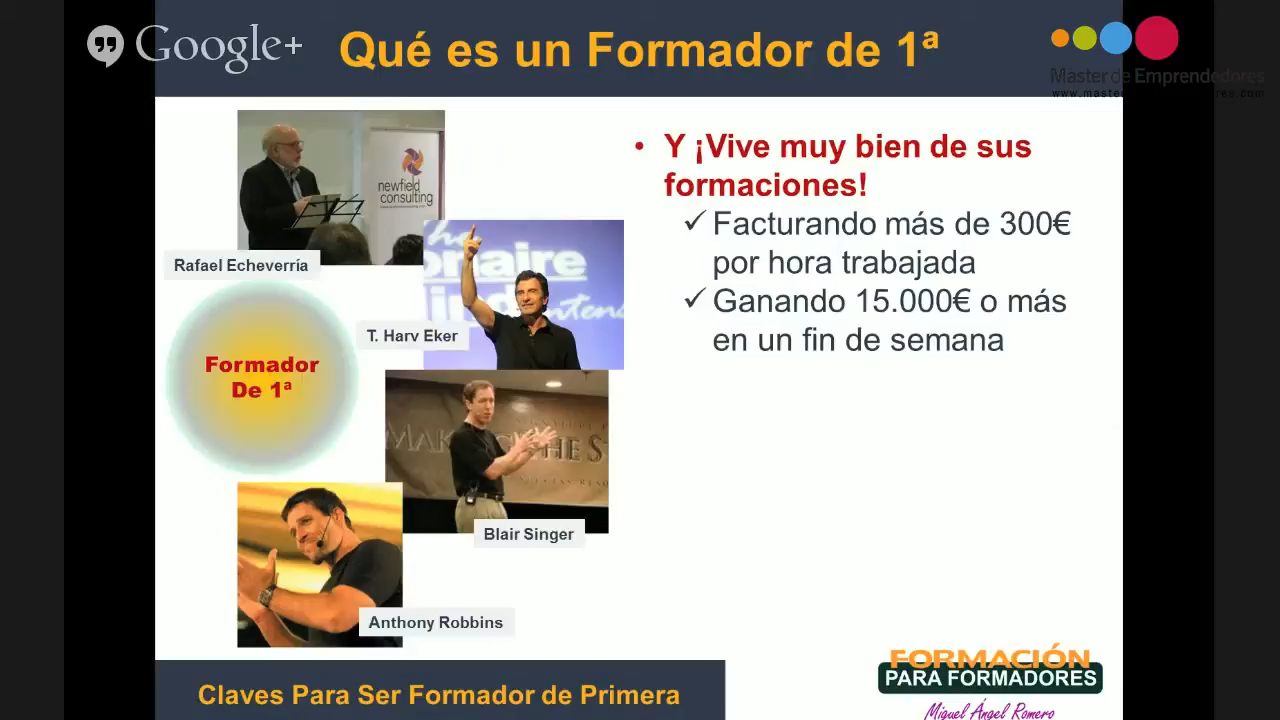 Google+
Qué es un Formador de 1ª
Master de Emprendedores
newfield
consulting
Rafael Echeverría
T. Harv Eker
Formador
De 1ª
Blair Singer
Anthony Robbins
• Y ¡Vive muy bien de sus
formaciones!
✓ Facturando más de 300€
por hora trabajada
✓ Ganando 15.000€ o más
en un fin de semana
Claves Para Ser Formador de Primera
FORMACIÓN
PARA FORMADORES
Miguel Ángel Romero